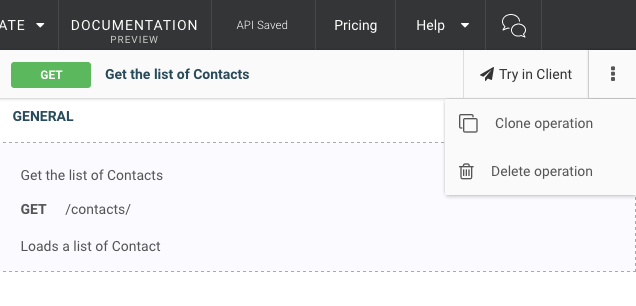 ATE DOCUMENTATION API Saved Pricing Help
PREVIEW
GET Get the list of Contacts Try in Client
GENERAL
Clone operation
Delete operation
Get the list of Contacts
GET /contacts/
Loads a list of Contact